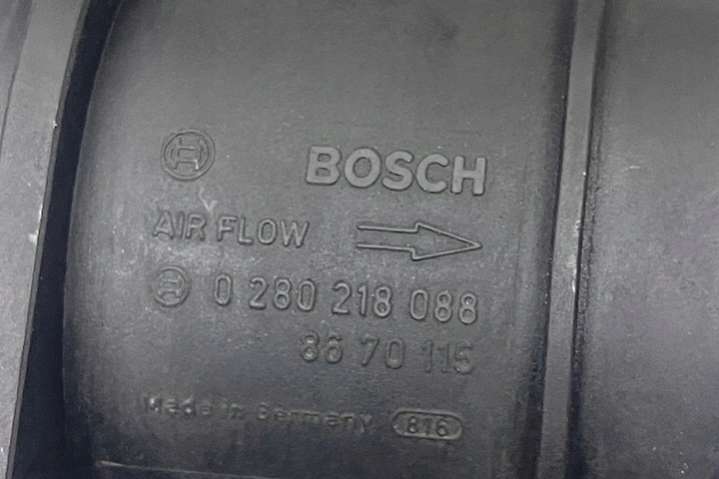 BOSCH
AIR FLOW
0 280 218 088
86 70 115
Made in Germany 816